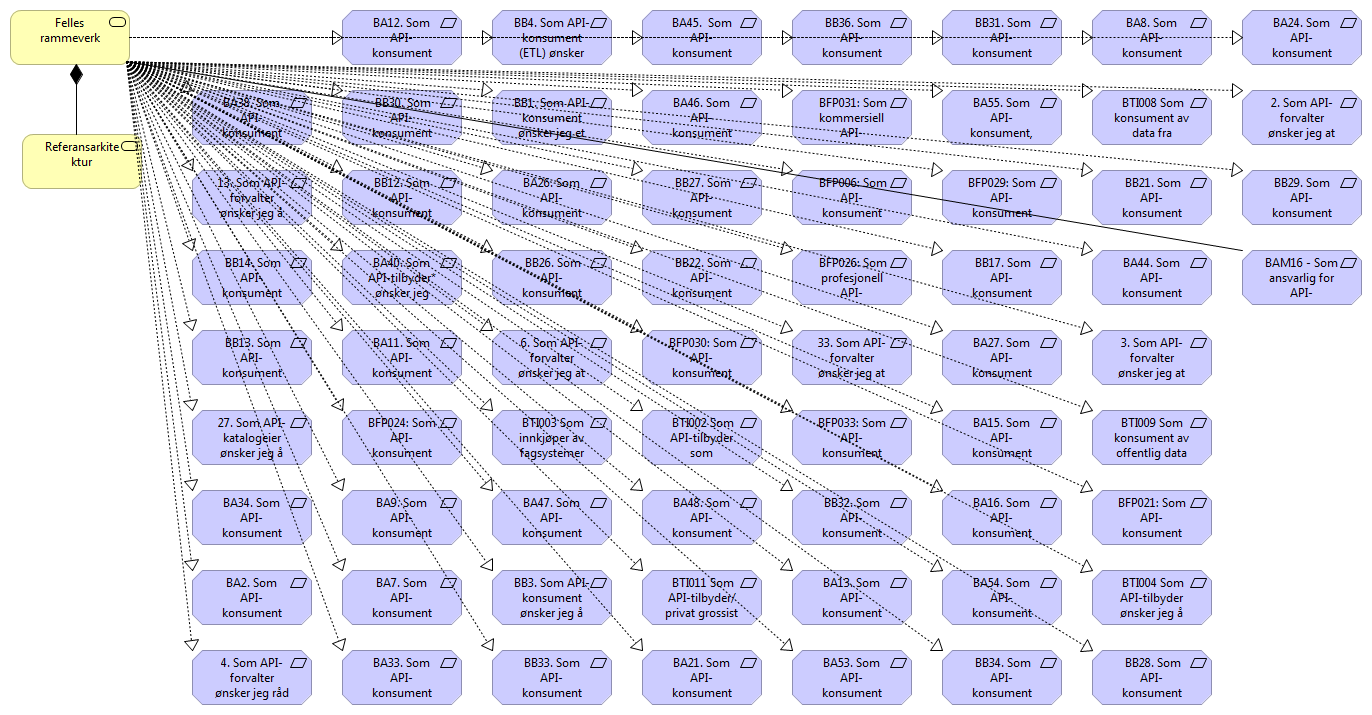 Felles
rammeverk
BA12. Som
API-
konsument
BB4. Som API-
konsument
(ETL) ønsker
BA45.  Som
API-
konsument
BB36. Som
API-
konsument
BB31. Som
API-
konsument
BA8. Som
API-
konsument
BA24. Som
API-
konsument
Referansarkite
ktur
BA38. Som
API-
konsument
BB30. Som
API-
konsument
BB1. Som API-
konsument
ønsker jeg et
BA46. Som
API-
konsument
BFP031: Som
kommersiell
API-
BA55. Som
API-
konsument,
BTI008 Som
konsument av
data fra
2. Som API-
forvalter
ønsker jeg at
13. Som API-
forvalter
ønsker jeg å
BB12. Som
API-
konsument
BA26. Som
API-
konsument
BB27. Som
API-
konsument
BFP006: Som
API-
konsument
BFP029: Som
API-
konsument
BB21. Som
API-
konsument
BB29. Som
API-
konsument
BB14. Som
API-
konsument
BA40. Som
API-tilbyder*
ønsker jeg
BB26. Som
API-
konsument
BB22. Som
API-
konsument
BFP026: Som
profesjonell
API-
BB17. Som
API-
konsument
BA44. Som
API-
konsument
BAM16 - Som
ansvarlig for
API-
BB13. Som
API-
konsument
BA11. Som
API-
konsument
6. Som API-
forvalter
ønsker jeg at
BFP030: Som
API-
konsument
33. Som API-
forvalter
ønsker jeg at
BA27. Som
API-
konsument
3. Som API-
forvalter
ønsker jeg at
27. Som API-
katalogeier
ønsker jeg å
BFP024: Som
API-
konsument
BTI003 Som
innkjøper av
fagsystemer
BTI002 Som
API-tilbyder
som
BFP033: Som
API-
konsument
BA15. Som
API-
konsument
BTI009 Som
konsument av
offentlig data
BA34. Som
API-
konsument
BA9. Som
API-
konsument
BA47. Som
API-
konsument
BA48. Som
API-
konsument
BB32. Som
API-
konsument
BA16. Som
API-
konsument
BFP021: Som
API-
konsument
BA2. Som
API-
konsument
BA7. Som
API-
konsument
BB3. Som API-
konsument
ønsker jeg å
BTI011 Som
API-tilbyder/
privat grossist
BA13. Som
API-
konsument
BA54. Som
API-
konsument
BTI004 Som
API-tilbyder
ønsker jeg å
4. Som API-
forvalter
ønsker jeg råd
BA33. Som
API-
konsument
BB33. Som
API-
konsument
BA21. Som
API-
konsument
BA53. Som
API-
konsument
BB34. Som
API-
konsument
BB28. Som
API-
konsument